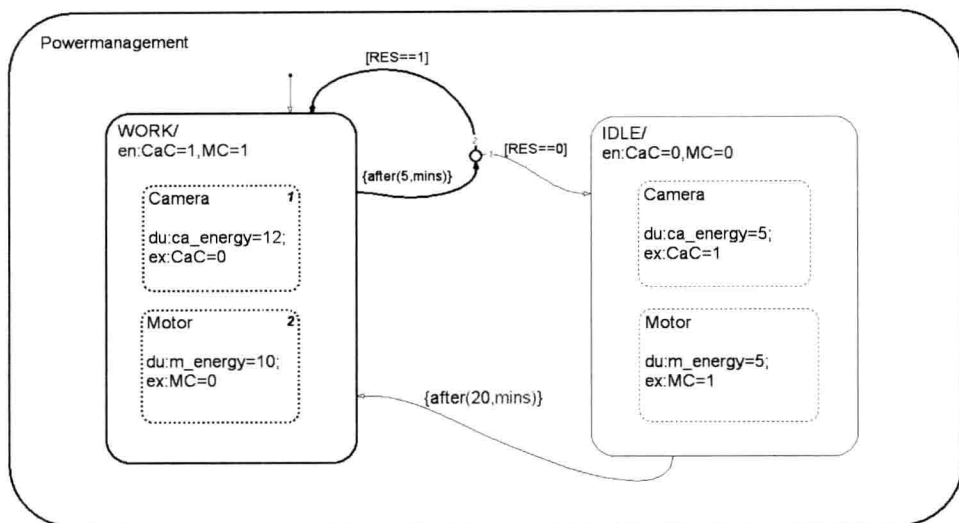 Powermanagement
[RES==1]
WORK/
en:CaC=1,MC=1
Camera 1
du:ca_energy=12;
ex:CaC=0
Motor 2
du:m_energy=10;
ex:MC=0
{after(5,mins)}
2
1
[RES==0]
IDLE/
en:CaC=0,MC=0
Camera
du:ca_energy=5;
ex:CaC=1
Motor
du:m_energy=5;
ex:MC=1
{after(20,mins)}